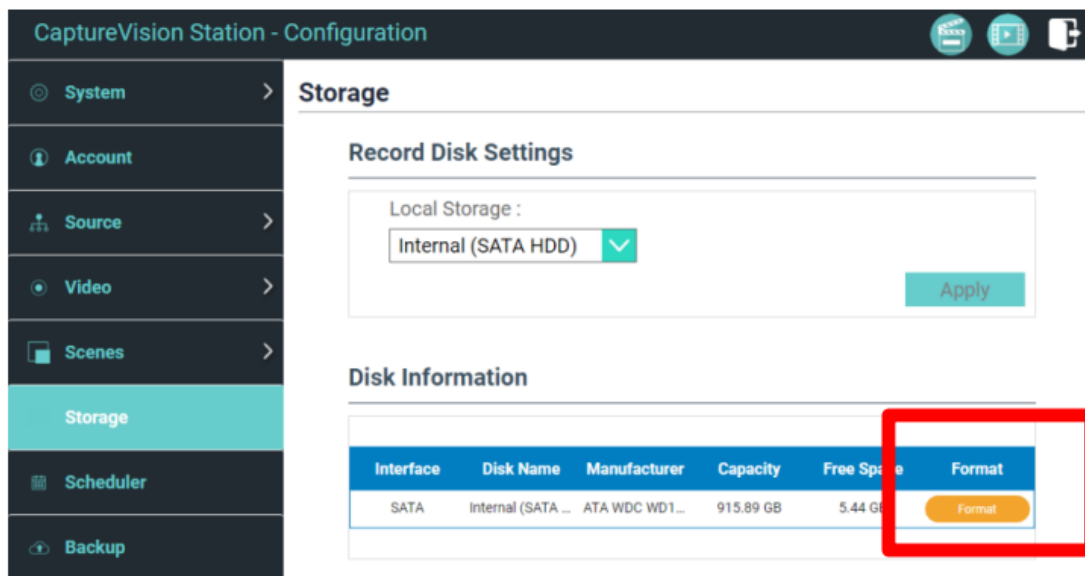 CaptureVision Station - Configuration
System
Account
Source
Video
Scenes
Storage
Scheduler
Backup
Storage
Record Disk Settings
Local Storage :
Internal (SATA HDD)
Apply
Disk Information
Interface Disk Name Manufacturer Capacity Free Space Format
SATA Internal (SATA ... ATA WDC WD1... 915.89 GB 5.44 GB Format